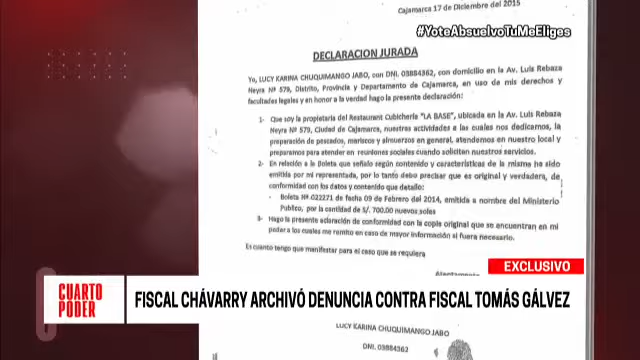 Cajamarca 17 de Diciembre del 2015
#YoteAbsuelvoTuMeEliges
DECLARACION JURADA
Yo, LUCY KARINA CHUQUIMANGO JABO, con DNI. 03884362, con domicilio en la Av. Luis Rebaza
Neyra Nº 579, Distrito, Provincia y Departamento de Cajamarca, en uso de mis derechos y
facultades legales y en honor a la verdad hago la presente declaración:
1- Que soy la propietaria del Restaurant Cubicheria "LA BASE", ubicada en la Av. Luis Rebaza
Neyra Nº 579, Ciudad de Cajamarca, nuestras actividades a las cuales nos dedicamos, la
preparación de pescados, mariscos y almuerzos en general, atendemos en nuestro local y
preparamos para atender en reuniones sociales cuando soliciten nuestros servicios.
2- En relación a la Boleta que señalo según contenido y características de la misma ha sido
emitida por mi representada, por lo tanto debo precisar que es original y verdadera, de
conformidad con los datos y contenido que detallo:
- Boleta Nº 022271 de fecha 09 de Febrero del 2014, emitida a nombre del Ministerio
Publico, por la cantidad de S/. 700.00 nuevos soles
3- Hago la presente aclaración de conformidad con la copia original que se encuentran en mi
poder a los cuales me remito en caso de mayor información si fuera necesario.
Es cuanto tengo que manifestar para el caso que se requiera
Atentamente
EXCLUSIVO
CUARTO
PODER
FISCAL CHÁVARRY ARCHIVÓ DENUNCIA CONTRA FISCAL TOMÁS GÁLVEZ
LUCY KARINA CHUQUIMANGO JABO
DNI. 03884362